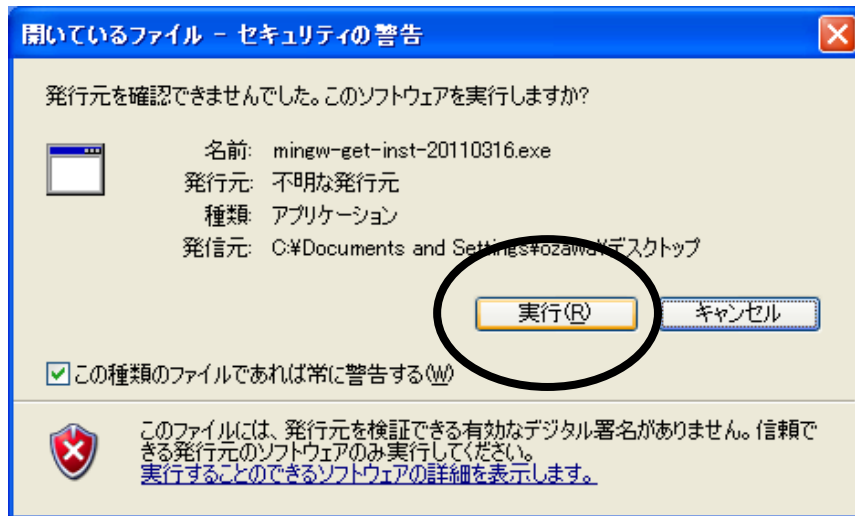 開いているファイル - セキュリティの警告
発行元を確認できませんでした。このソフトウェアを実行しますか?
名前: mingw-get-inst-20110316.exe
発行元: 不明な発行元
種類: アプリケーション
発信元: C:¥Documents and Settings¥ozawa¥デスクトップ
実行(R) キャンセル
この種類のファイルであれば常に警告する(W)
このファイルには、発行元を検証できる有効なデジタル署名がありません。信頼で
きる発行元のソフトウェアのみ実行してください。
実行することのできるソフトウェアの詳細を表示します。